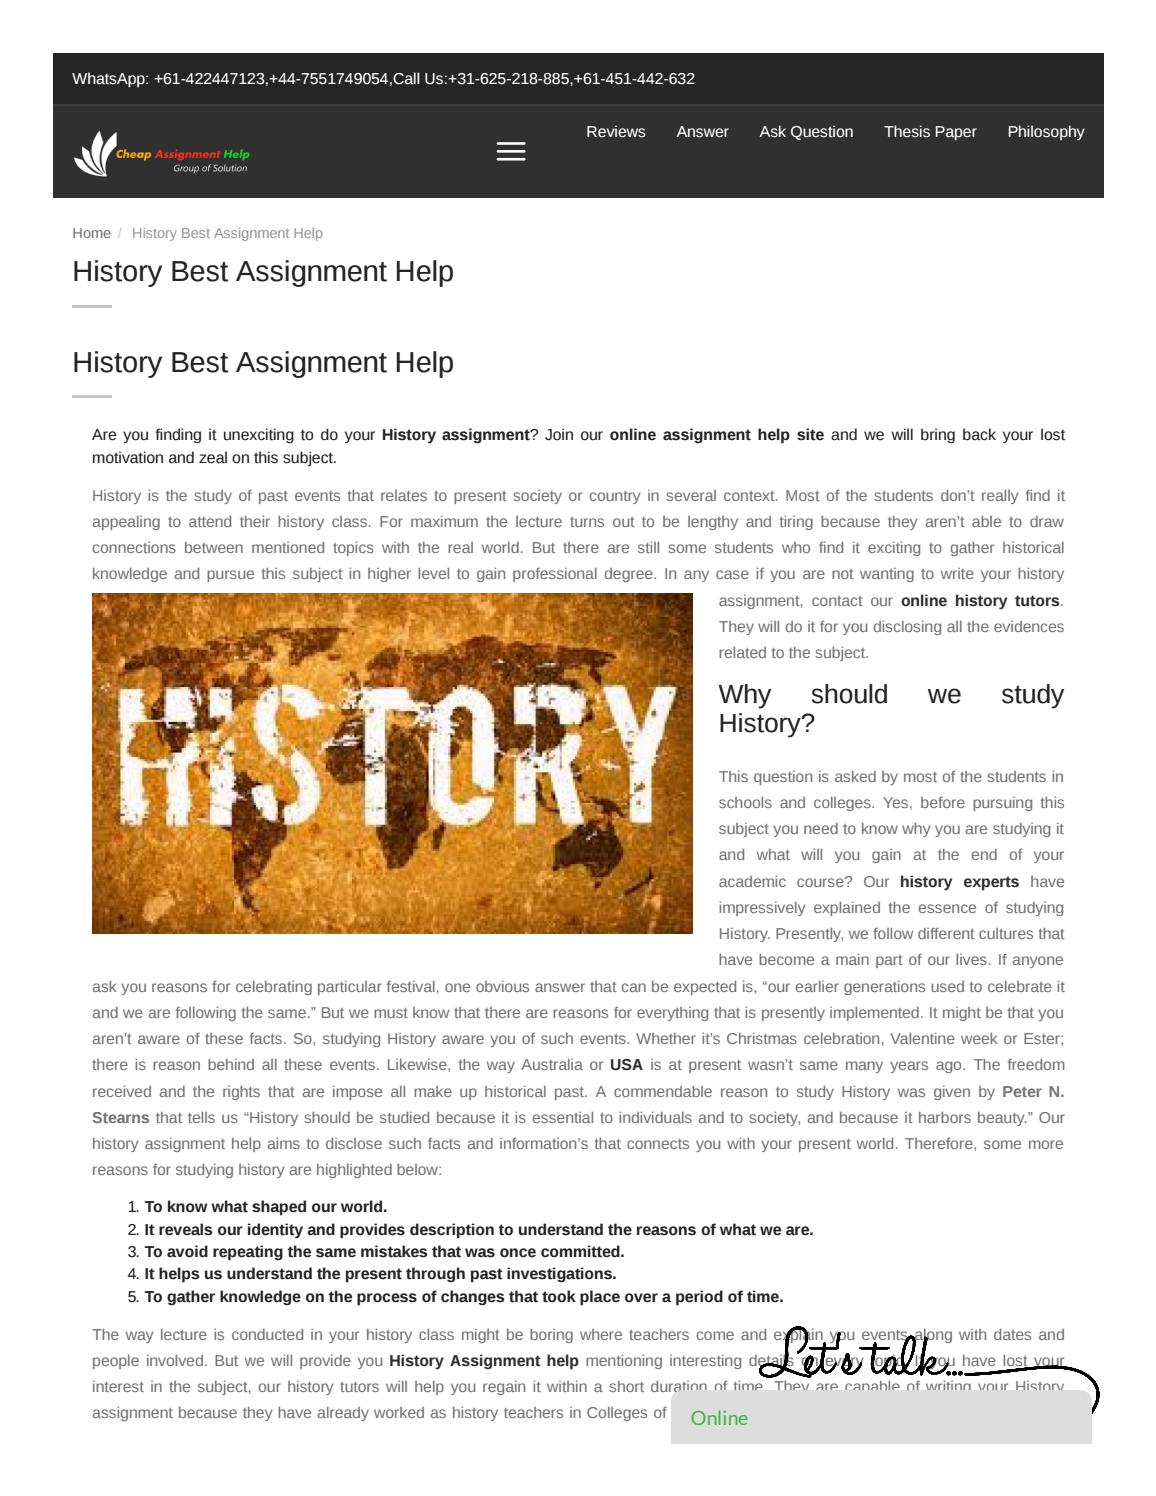 WhatsApp: +61-422447123,+44-7551749054,Call Us:+31-625-218-885,+61-451-442-632
Reviews Answer Ask Question Thesis Paper Philosophy
Cheap Assignment Help
Group of Solution
Home / History Best Assignment Help
History Best Assignment Help
History Best Assignment Help
Are you finding it unexciting to do your History assignment? Join our online assignment help site and we will bring back your lost
motivation and zeal on this subject.
History is the study of past events that relates to present society or country in several context. Most of the students don’t really find it
appealing to attend their history class. For maximum the lecture turns out to be lengthy and tiring because they aren’t able to draw
connections between mentioned topics with the real world. But there are still some students who find it exciting to gather historical
knowledge and pursue this subject in higher level to gain professional degree. In any case if you are not wanting to write your history
assignment, contact our online history tutors.
They will do it for you disclosing all the evidences
related to the subject.
HiSTORY
Why should we study
History?
This question is asked by most of the students in
schools and colleges. Yes, before pursuing this
subject you need to know why you are studying it
and what will you gain at the end of your
academic course? Our history experts have
impressively explained the essence of studying
History. Presently, we follow different cultures that
have become a main part of our lives. If anyone
ask you reasons for celebrating particular festival, one obvious answer that can be expected is, “our earlier generations used to celebrate it
and we are following the same.” But we must know that there are reasons for everything that is presently implemented. It might be that you
aren’t aware of these facts. So, studying History aware you of such events. Whether it’s Christmas celebration, Valentine week or Ester;
there is reason behind all these events. Likewise, the way Australia or USA is at present wasn’t same many years ago. The freedom
received and the rights that are impose all make up historical past. A commendable reason to study History was given by Peter N.
Stearns that tells us “History should be studied because it is essential to individuals and to society, and because it harbors beauty.” Our
history assignment help aims to disclose such facts and information’s that connects you with your present world. Therefore, some more
reasons for studying history are highlighted below:
1. To know what shaped our world.
2. It reveals our identity and provides description to understand the reasons of what we are.
3. To avoid repeating the same mistakes that was once committed.
4. It helps us understand the present through past investigations.
5. To gather knowledge on the process of changes that took place over a period of time.
The way lecture is conducted in your history class might be boring where teachers come and explain you events along with dates and
people involved. But we will provide you History Assignment help mentioning interesting details you have lost your
interest in the subject, our history tutors will help you regain it within a short duration of time. They are capable of writing your History
assignment because they have already worked as history teachers in Colleges of
Let's talk...
Online